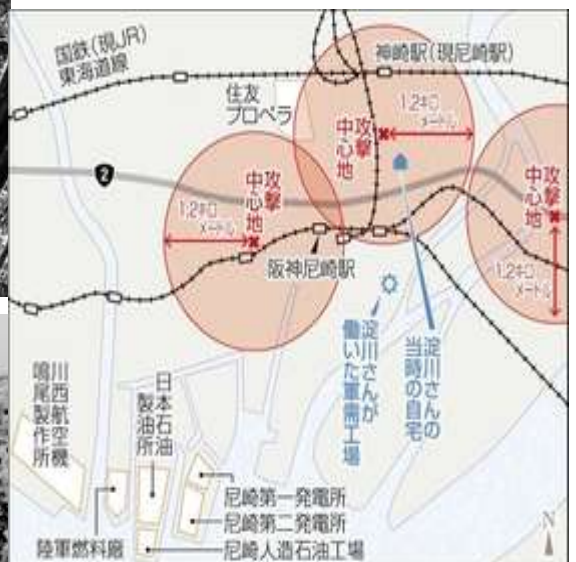 国鉄(現JR)
東海道線
神崎駅(現尼崎駅)
住友
プロペラ
1.2キロ
メートル
攻撃
中心地
2
攻撃
中心地
1.2キロ
メートル
攻撃
中心地
1.2キロ
メートル
阪神尼崎駅
淀川さんの
当時の自宅
淀川さんが
働いた軍需工場
川西航空機
鳴尾製作所
日本石油
製油所
尼崎第一発電所
尼崎第二発電所
尼崎人造石油工場
陸軍燃料廠
N